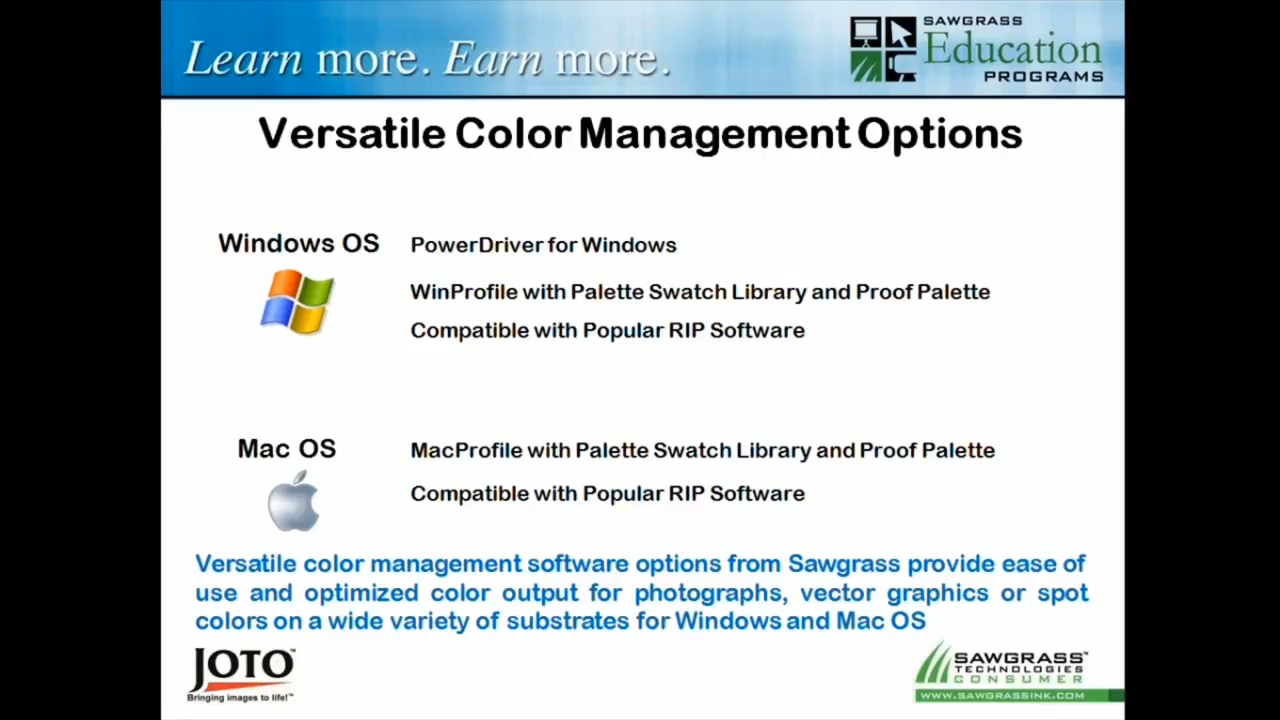 Learn more. Earn more.
SAWGRASS
Education
PROGRAMS
Versatile Color Management Options
Windows OS
PowerDriver for Windows
WinProfile with Palette Swatch Library and Proof Palette
Compatible with Popular RIP Software
Mac OS
MacProfile with Palette Swatch Library and Proof Palette
Compatible with Popular RIP Software
Versatile color management software options from Sawgrass provide ease of
use and optimized color output for photographs, vector graphics or spot
colors on a wide variety of substrates for Windows and Mac OS
JOTO™
Bringing images to life!™
SAWGRASS™
TECHNOLOGIES
CONSUMER
WWW.SAWGRASSINK.COM